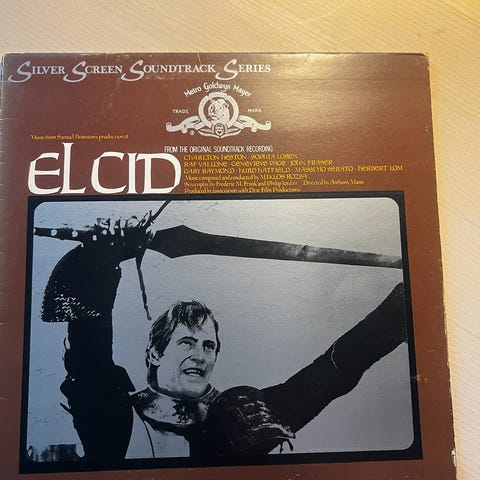 SILVER SCREEN SOUNDTRACK SERIES
Metro Goldwyn Mayer
TRADE MARK
Music from Samuel Bronston's production of
EL CID
FROM THE ORIGINAL SOUNDTRACK RECORDING
CHARLTON HESTON · SOPHIA LOREN
RAF VALLONE · GENEVIEVE PAGE · JOHN FRASER
GARY RAYMOND · HURD HATFIELD · MASSIMO SERATO · HERBERT LOM
Music composed and conducted by MIKLOS ROZSA
Screenplay by Frederic M. Frank and Philip Yordan Directed by Anthony Mann
Produced in association with Dear Film Productions